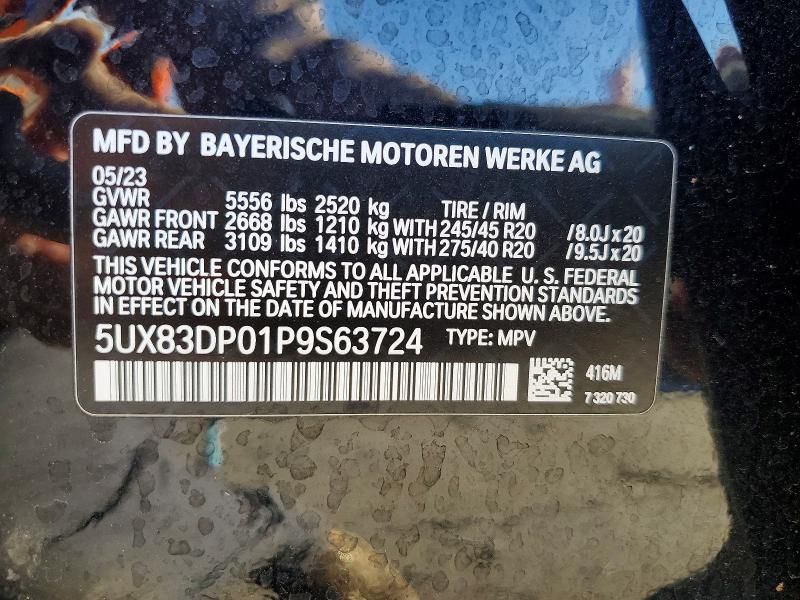 MFD BY BAYERISCHE MOTOREN WERKE AG
05/23
GVWR 5556 lbs 2520 kg TIRE / RIM
GAWR FRONT 2668 lbs 1210 kg WITH 245/45 R20 /8.0J x 20
GAWR REAR 3109 lbs 1410 kg WITH 275/40 R20 /9.5J x 20
THIS VEHICLE CONFORMS TO ALL APPLICABLE U. S. FEDERAL
MOTOR VEHICLE SAFETY AND THEFT PREVENTION STANDARDS
IN EFFECT ON THE DATE OF MANUFACTURE SHOWN ABOVE.
5UX83DP01P9S63724 TYPE: MPV
416M
7 320 730